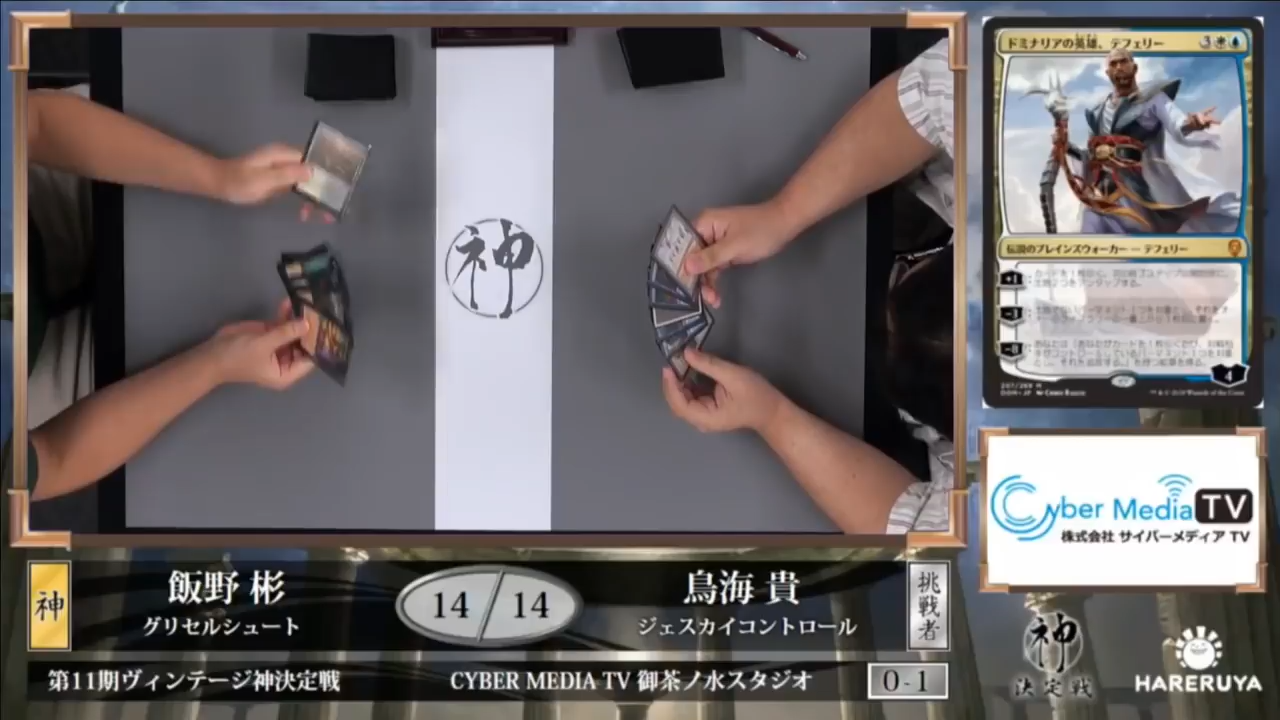 ドミナリアの英雄、テフェリー
3
伝説のプレインズウォーカー ― テフェリー
+1
-3
-8
4
神
Cyber Media TV
株式会社 サイバーメディア TV
神
飯野 彬
グリセルシュート
14 / 14
鳥海 貴
ジェスカイコントロール
挑戦者
第11期ヴィンテージ神決定戦
CYBER MEDIA TV 御茶ノ水スタジオ
0-1
神
決定戦
HARERUYA